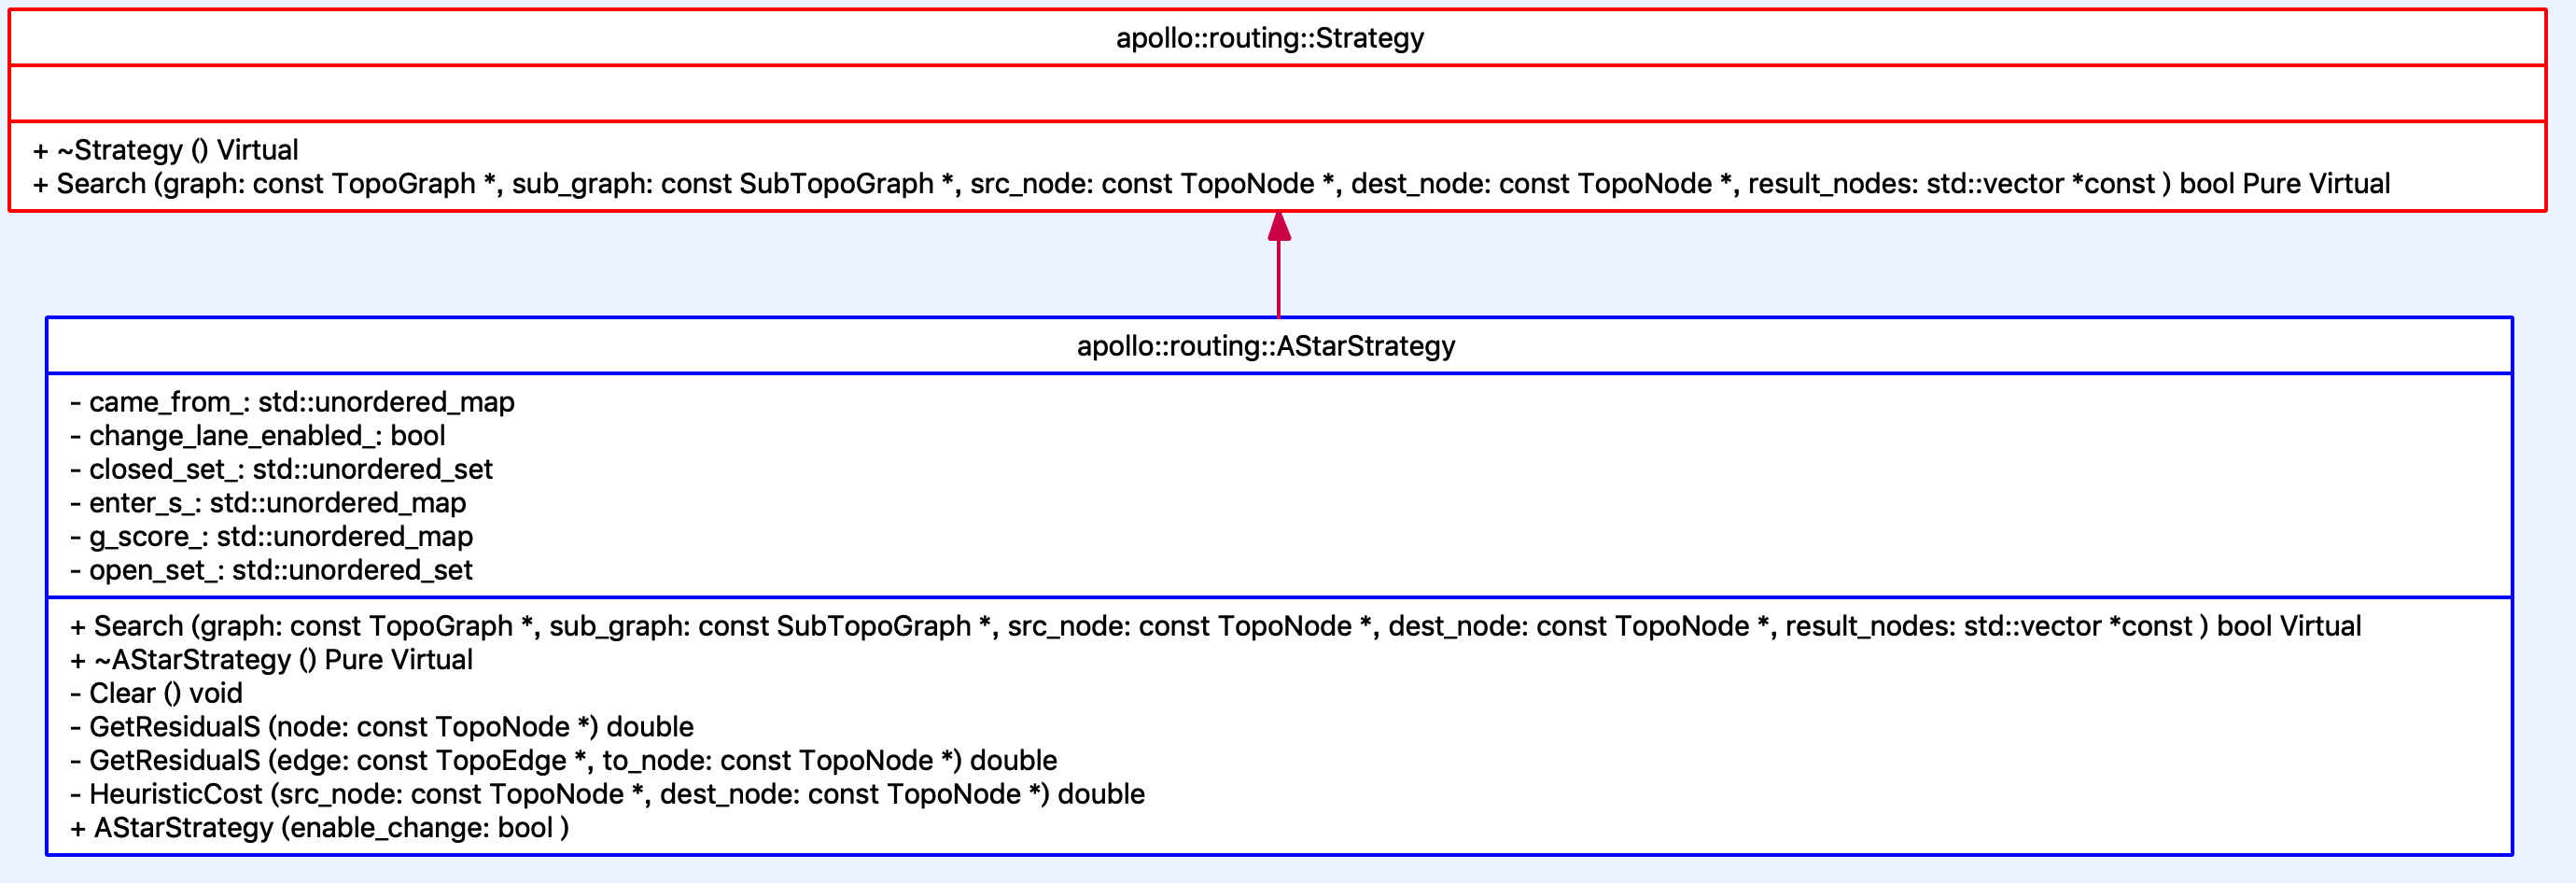 apollo::routing::Strategy
+ ~Strategy () Virtual
+ Search (graph: const TopoGraph *, sub_graph: const SubTopoGraph *, src_node: const TopoNode *, dest_node: const TopoNode *, result_nodes: std::vector *const ) bool Pure Virtual
apollo::routing::AStarStrategy
- came_from_: std::unordered_map
- change_lane_enabled_: bool
- closed_set_: std::unordered_set
- enter_s_: std::unordered_map
- g_score_: std::unordered_map
- open_set_: std::unordered_set
+ Search (graph: const TopoGraph *, sub_graph: const SubTopoGraph *, src_node: const TopoNode *, dest_node: const TopoNode *, result_nodes: std::vector *const ) bool Virtual
+ ~AStarStrategy () Pure Virtual
- Clear () void
- GetResidualS (node: const TopoNode *) double
- GetResidualS (edge: const TopoEdge *, to_node: const TopoNode *) double
- HeuristicCost (src_node: const TopoNode *, dest_node: const TopoNode *) double
+ AStarStrategy (enable_change: bool )